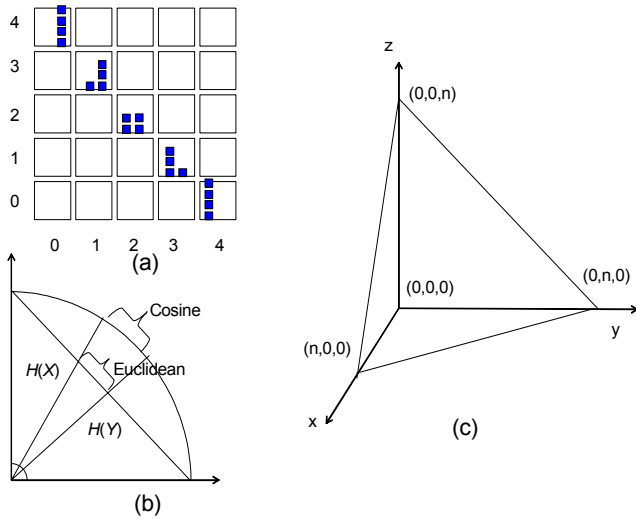 4
3
2
1
0
0 1 2 3 4
(a)
Cosine
Euclidean
H(X)
H(Y)
(b)
z
(0,0,n)
(0,n,0)
(0,0,0)
y
(n,0,0)
x
(c)